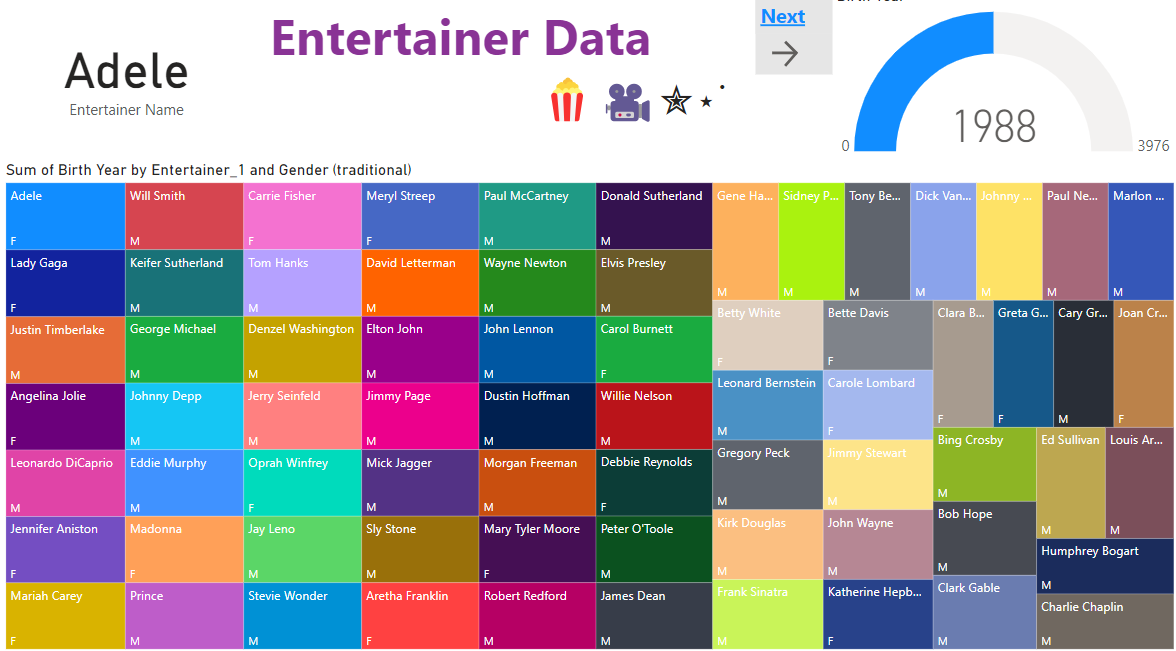 Next
Birth Year
Entertainer Data
Adele
Entertainer Name
1988
0
3976
Sum of Birth Year by Entertainer_1 and Gender (traditional)
Adele
F
Will Smith
M
Carrie Fisher
F
Meryl Streep
F
Paul McCartney
M
Donald Sutherland
M
Gene Ha...
M
Sidney P...
M
Tony Be...
M
Dick Van...
M
Johnny ...
M
Paul Ne...
M
Marlon ...
M
Lady Gaga
F
Keifer Sutherland
M
Tom Hanks
M
David Letterman
M
Wayne Newton
M
Elvis Presley
M
Betty White
F
Bette Davis
F
Clara B...
F
Greta G...
F
Cary Gr...
M
Joan Cr...
F
Justin Timberlake
M
George Michael
M
Denzel Washington
M
Elton John
M
John Lennon
M
Carol Burnett
F
Leonard Bernstein
M
Carole Lombard
F
Angelina Jolie
F
Johnny Depp
M
Jerry Seinfeld
M
Jimmy Page
M
Dustin Hoffman
M
Willie Nelson
M
Gregory Peck
M
Jimmy Stewart
M
Bing Crosby
M
Ed Sullivan
M
Louis Ar...
M
Leonardo DiCaprio
M
Eddie Murphy
M
Oprah Winfrey
F
Mick Jagger
M
Morgan Freeman
M
Debbie Reynolds
F
Kirk Douglas
M
John Wayne
M
Bob Hope
M
Jennifer Aniston
F
Madonna
F
Jay Leno
M
Sly Stone
M
Mary Tyler Moore
F
Peter O'Toole
M
Humphrey Bogart
M
Mariah Carey
F
Prince
M
Stevie Wonder
M
Aretha Franklin
F
Robert Redford
M
James Dean
M
Frank Sinatra
M
Katherine Hepb...
F
Clark Gable
M
Charlie Chaplin
M